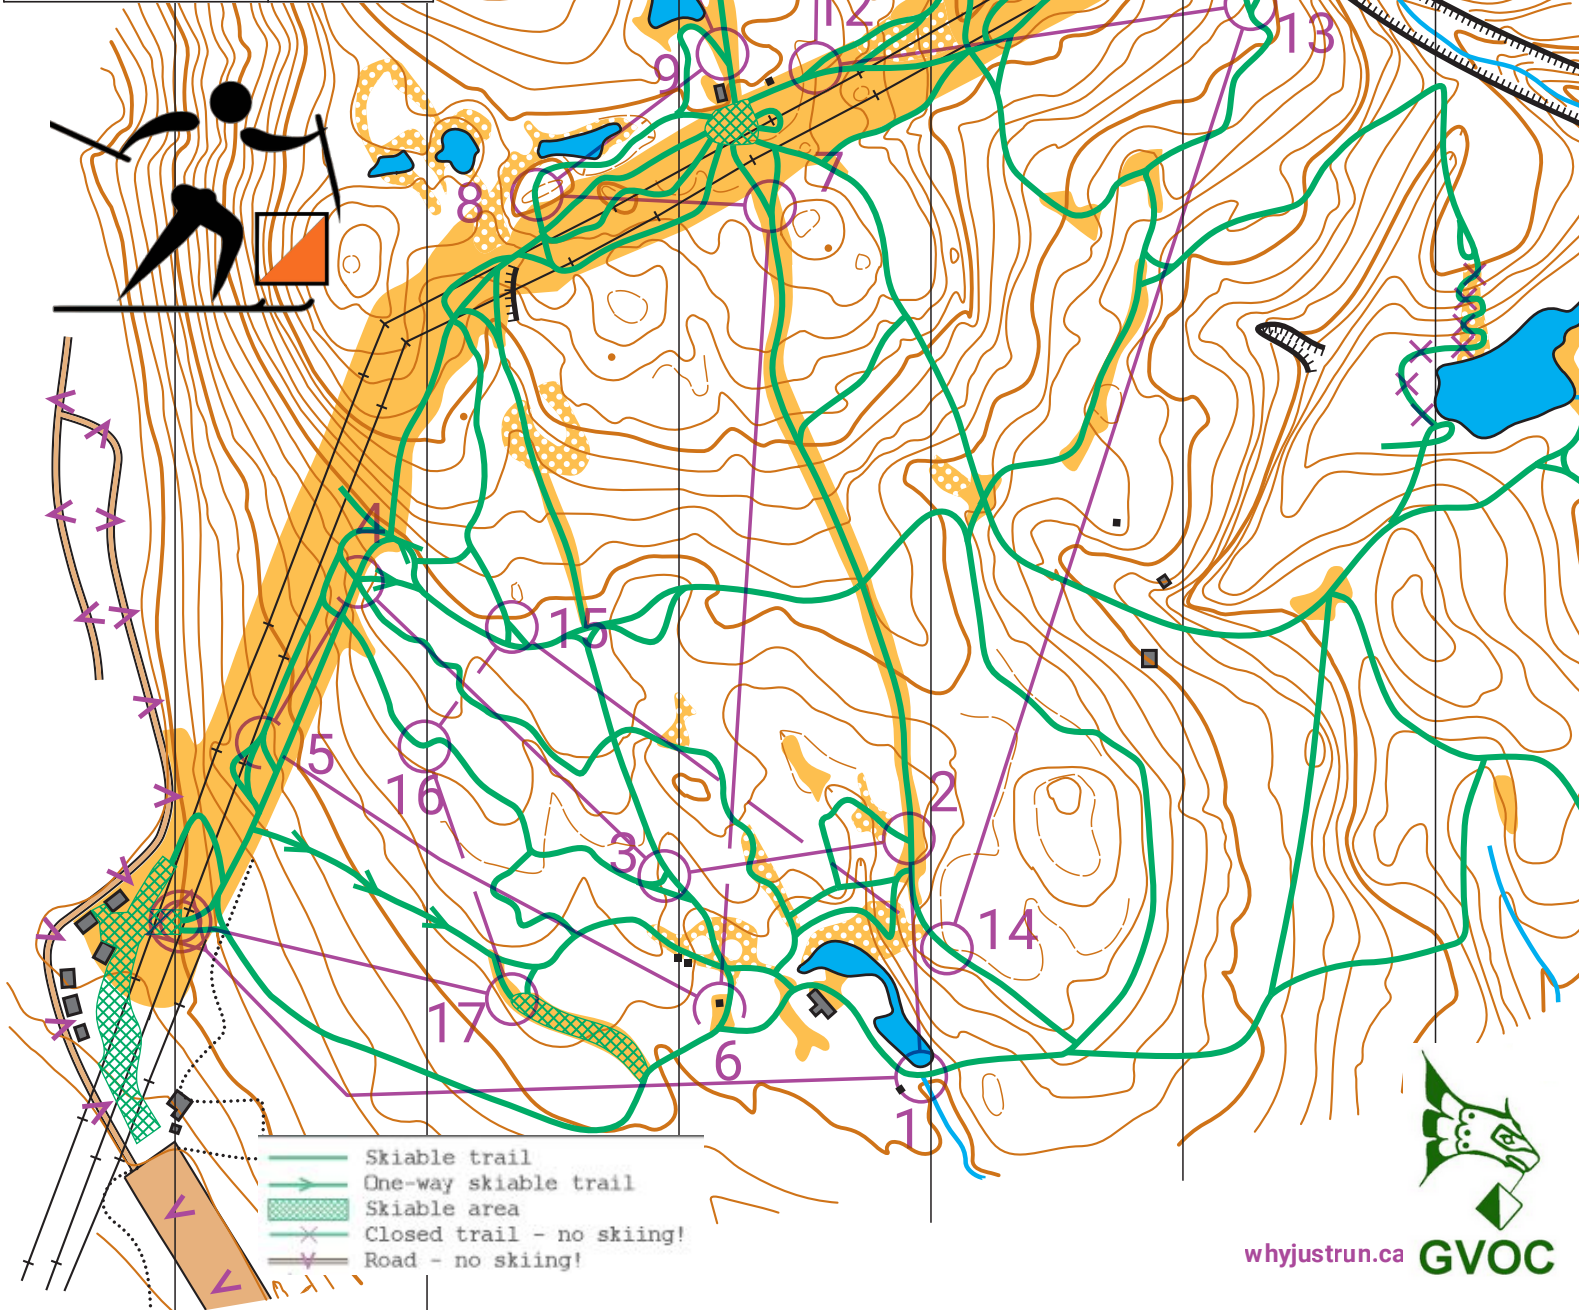 12
13
9
7
8
4
15
5
16
2
3
14
17
6
1
Skiable trail
One-way skiable trail
Skiable area
Closed trail - no skiing!
Road - no skiing!
whyjustrun.ca
GVOC